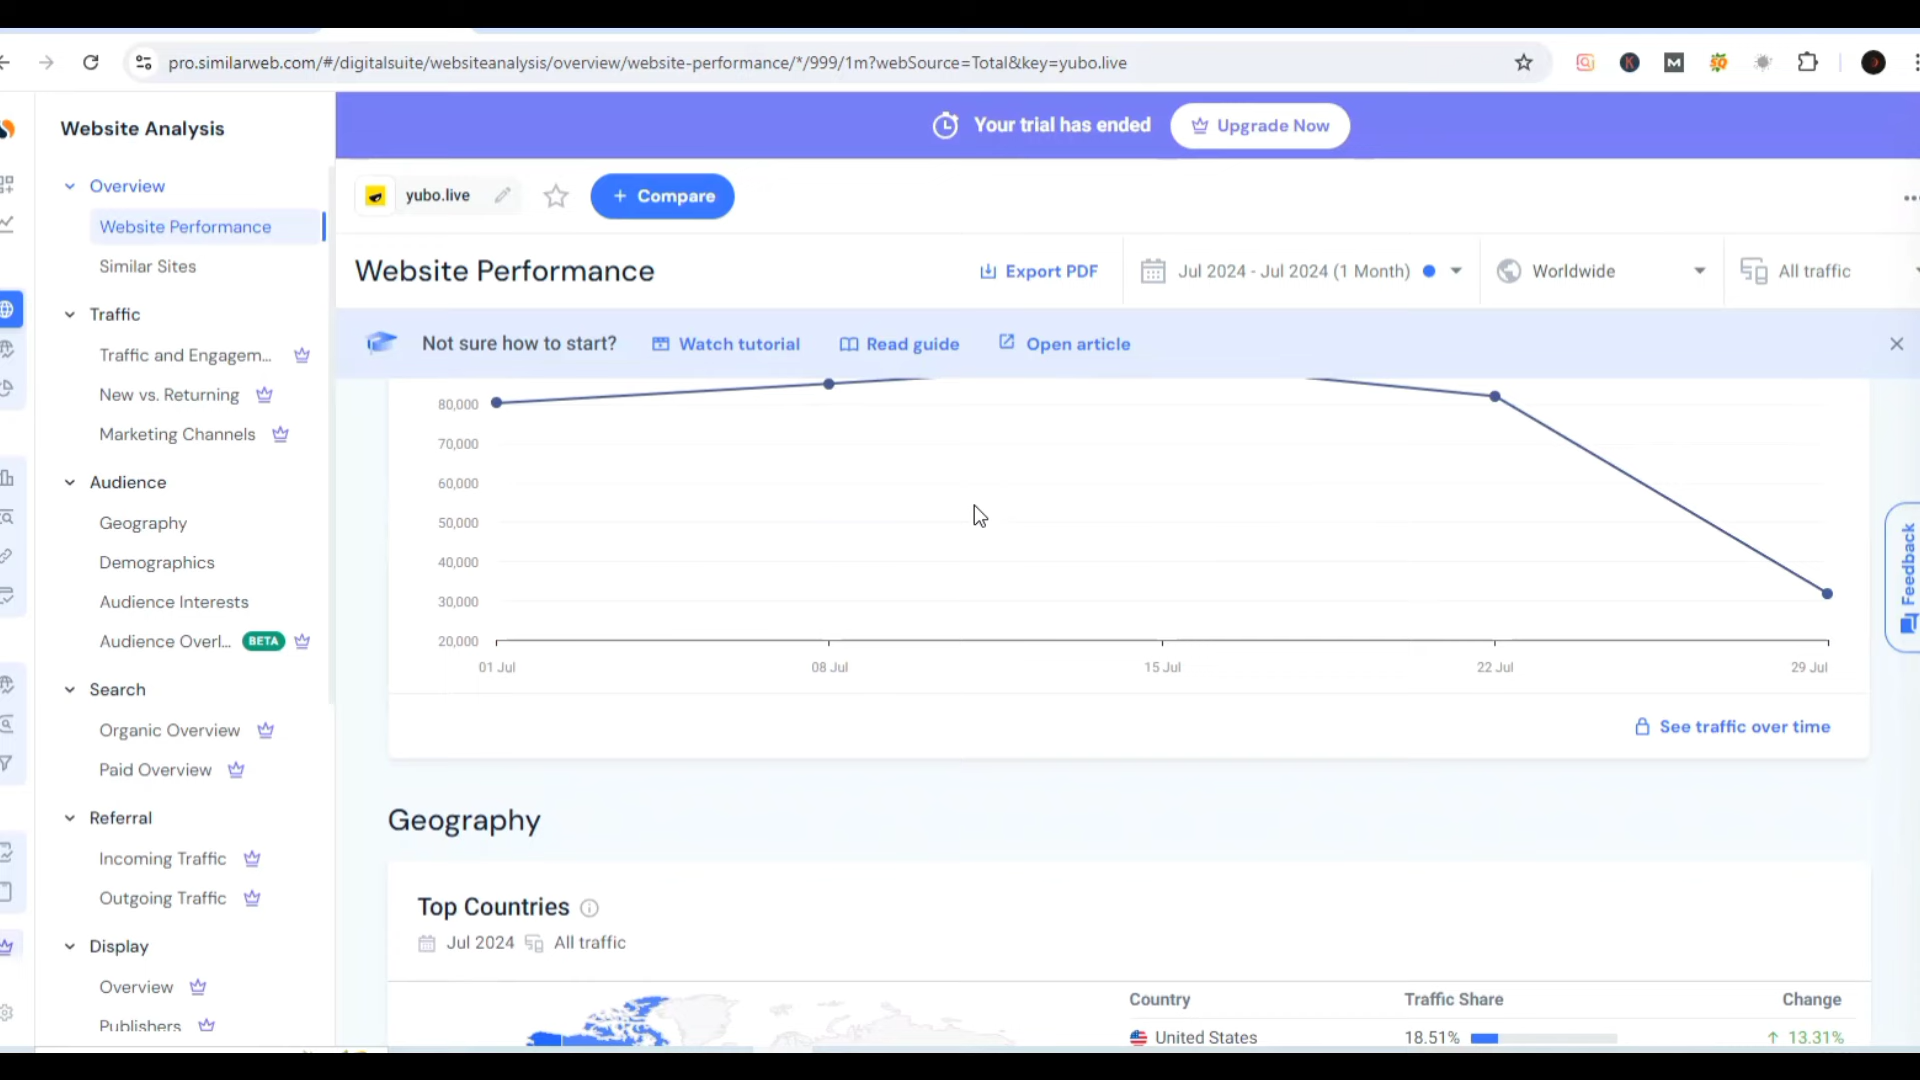 pro.similarweb.com/#/digitalsuite/websiteanalysis/overview/website-performance/*/999/1m?webSource=Total&key=yubo.live
Website Analysis
Overview
Website Performance
Similar Sites
Traffic
Traffic and Engagem...
New vs. Returning
Marketing Channels
Audience
Geography
Demographics
Audience Interests
Audience Overl... BETA
Search
Organic Overview
Paid Overview
Referral
Incoming Traffic
Outgoing Traffic
Display
Overview
Publishers
Your trial has ended
Upgrade Now
yubo.live
+ Compare
Website Performance
Export PDF
Jul 2024 - Jul 2024 (1 Month)
Worldwide
All traffic
Not sure how to start?
Watch tutorial
Read guide
Open article
80,000
70,000
60,000
50,000
40,000
30,000
20,000
01 Jul
08 Jul
15 Jul
22 Jul
29 Jul
See traffic over time
Feedback
Geography
Top Countries
Jul 2024 All traffic
Country Traffic Share Change
United States 18.51% ↑ 13.31%